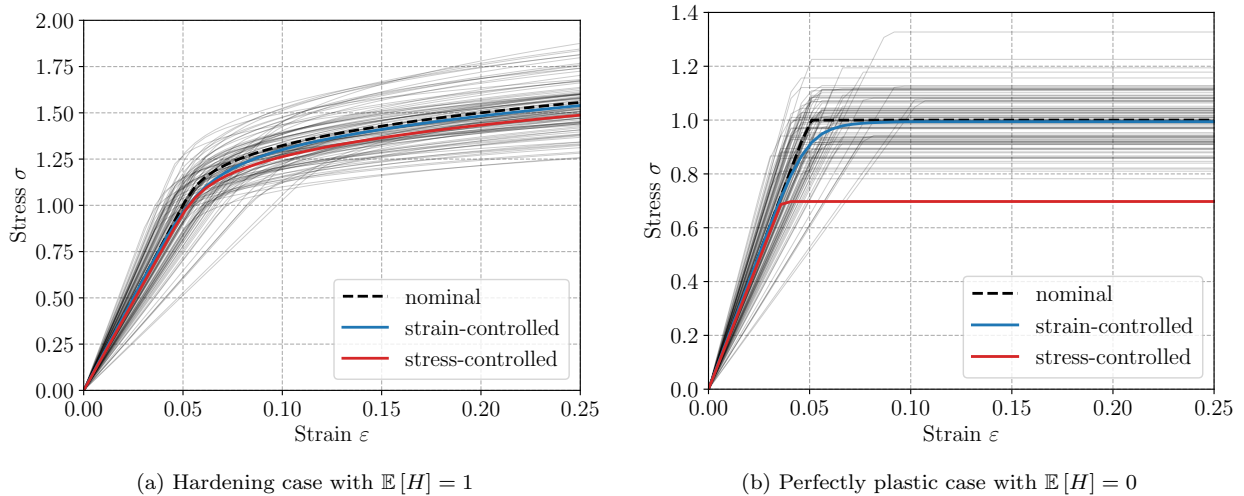 2.00
1.75
1.50
1.25
1.00
0.75
0.50
0.25
0.00
Stress σ
0.00 0.05 0.10 0.15 0.20 0.25
Strain ε
nominal
strain-controlled
stress-controlled
(a) Hardening case with 𝔼 [H] = 1
1.4
1.2
1.0
0.8
0.6
0.4
0.2
0.0
Stress σ
0.00 0.05 0.10 0.15 0.20 0.25
Strain ε
nominal
strain-controlled
stress-controlled
(b) Perfectly plastic case with 𝔼 [H] = 0